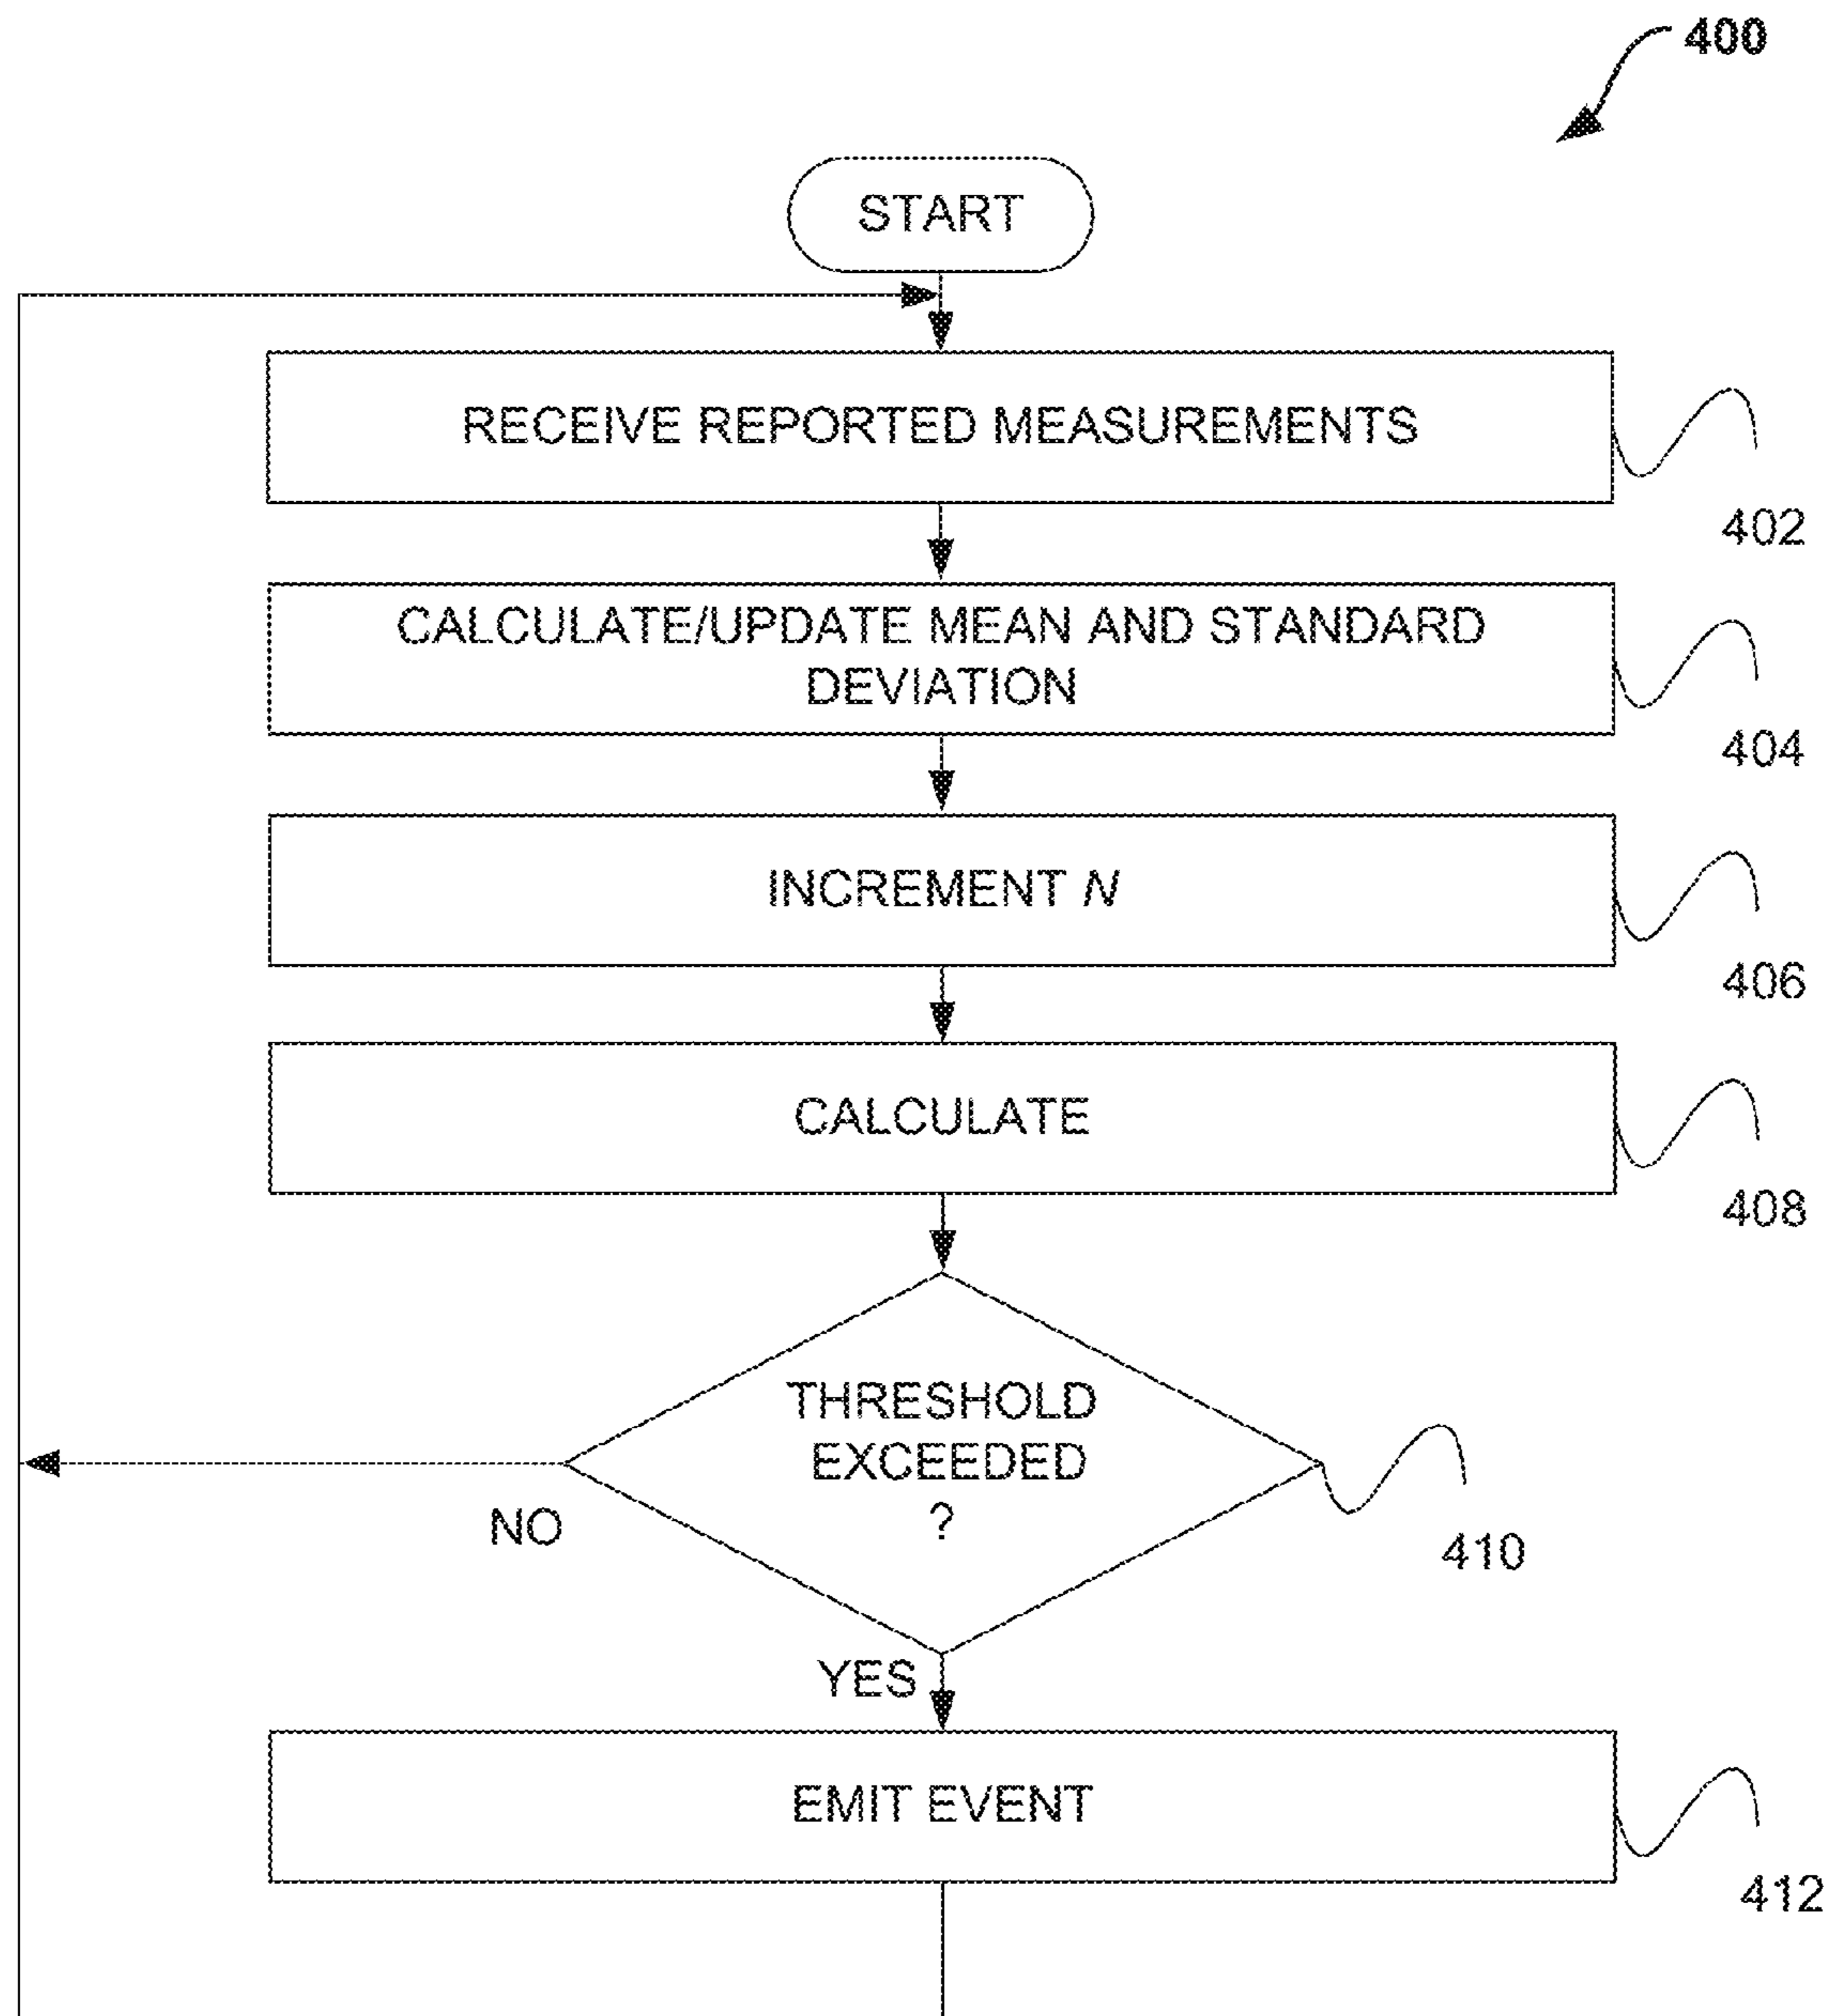 400
START
RECEIVE REPORTED MEASUREMENTS
402
CALCULATE/UPDATE MEAN AND STANDARD
DEVIATION
404
INCREMENT N
406
CALCULATE
408
THRESHOLD
EXCEEDED
?
NO
410
YES
EMIT EVENT
412